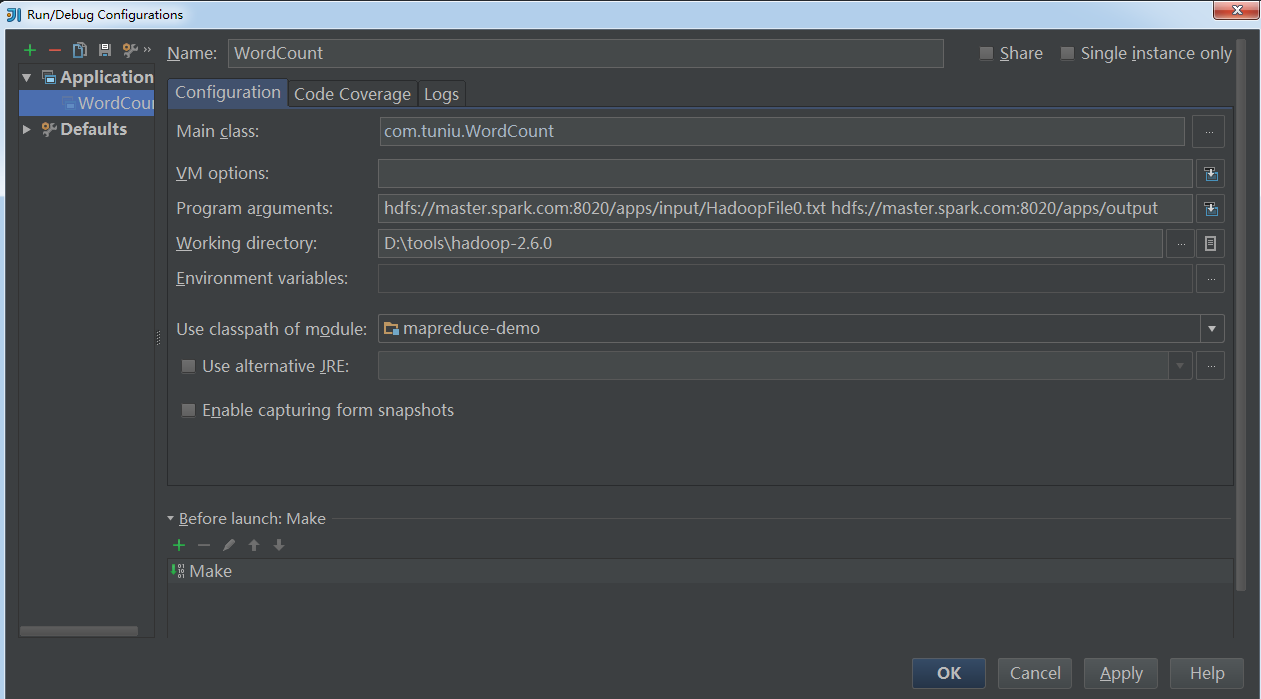 Run/Debug Configurations
Name: WordCount Share Single instance only
Application
WordCour
Defaults
Configuration Code Coverage Logs
Main class: com.tuniu.WordCount ...
VM options:
Program arguments: hdfs://master.spark.com:8020/apps/input/HadoopFile0.txt hdfs://master.spark.com:8020/apps/output
Working directory: D:\tools\hadoop-2.6.0 ...
Environment variables: ...
Use classpath of module: mapreduce-demo
Use alternative JRE: ...
Enable capturing form snapshots
Before launch: Make
Make
OK Cancel Apply Help